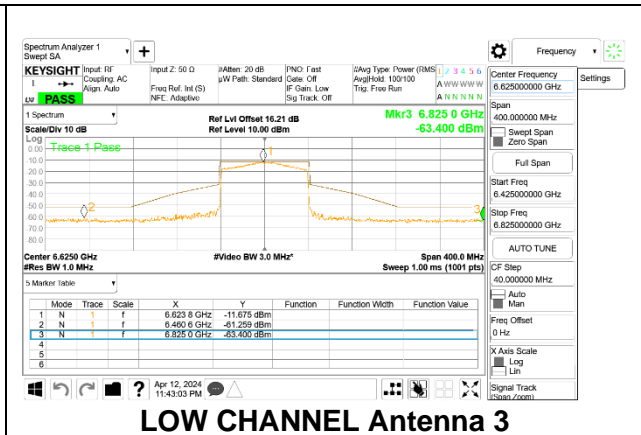 Spectrum Analyzer 1
Swept SA
Frequency
Settings
KEYSIGHT
PASS
Input: RF
Coupling: AC
Align: Auto
Input Z: 50 Ω
Freq Ref: Int (S)
NFE: Adaptive
#Atten: 20 dB
µW Path: Standard
PNO: Fast
Gate: Off
IF Gain: Low
Sig Track: Off
#Avg Type: Power (RMS
Avg|Hold: 100/100
Trig: Free Run
1 2 3 4 5 6
A W W W W W
A N N N N N
1 Spectrum
Scale/Div 10 dB
Ref Lvl Offset 16.21 dB
Ref Level 10.00 dBm
Mkr3 6.825 0 GHz
-63.400 dBm
Log
Trace 1 Pass
0.00
-10.0
-20.0
-30.0
-40.0
-50.0
-60.0
-70.0
-80.0
1
2
3
Center 6.6250 GHz
#Res BW 1.0 MHz
#Video BW 3.0 MHz*
Span 400.0 MHz
Sweep 1.00 ms (1001 pts)
5 Marker Table
Mode Trace Scale X Y Function Function Width Function Value
1 N 1 f 6.623 8 GHz -11.675 dBm
2 N 1 f 6.460 6 GHz -61.259 dBm
3 N 1 f 6.825 0 GHz -63.400 dBm
4
5
6
Center Frequency
6.625000000 GHz
Span
400.000000 MHz
Swept Span
Zero Span
Full Span
Start Freq
6.425000000 GHz
Stop Freq
6.825000000 GHz
AUTO TUNE
CF Step
40.000000 MHz
Auto
Man
Freq Offset
0 Hz
X Axis Scale
Log
Lin
Signal Track
(Span Zoom)
?
Apr 12, 2024
11:43:03 PM
LOW CHANNEL Antenna 3